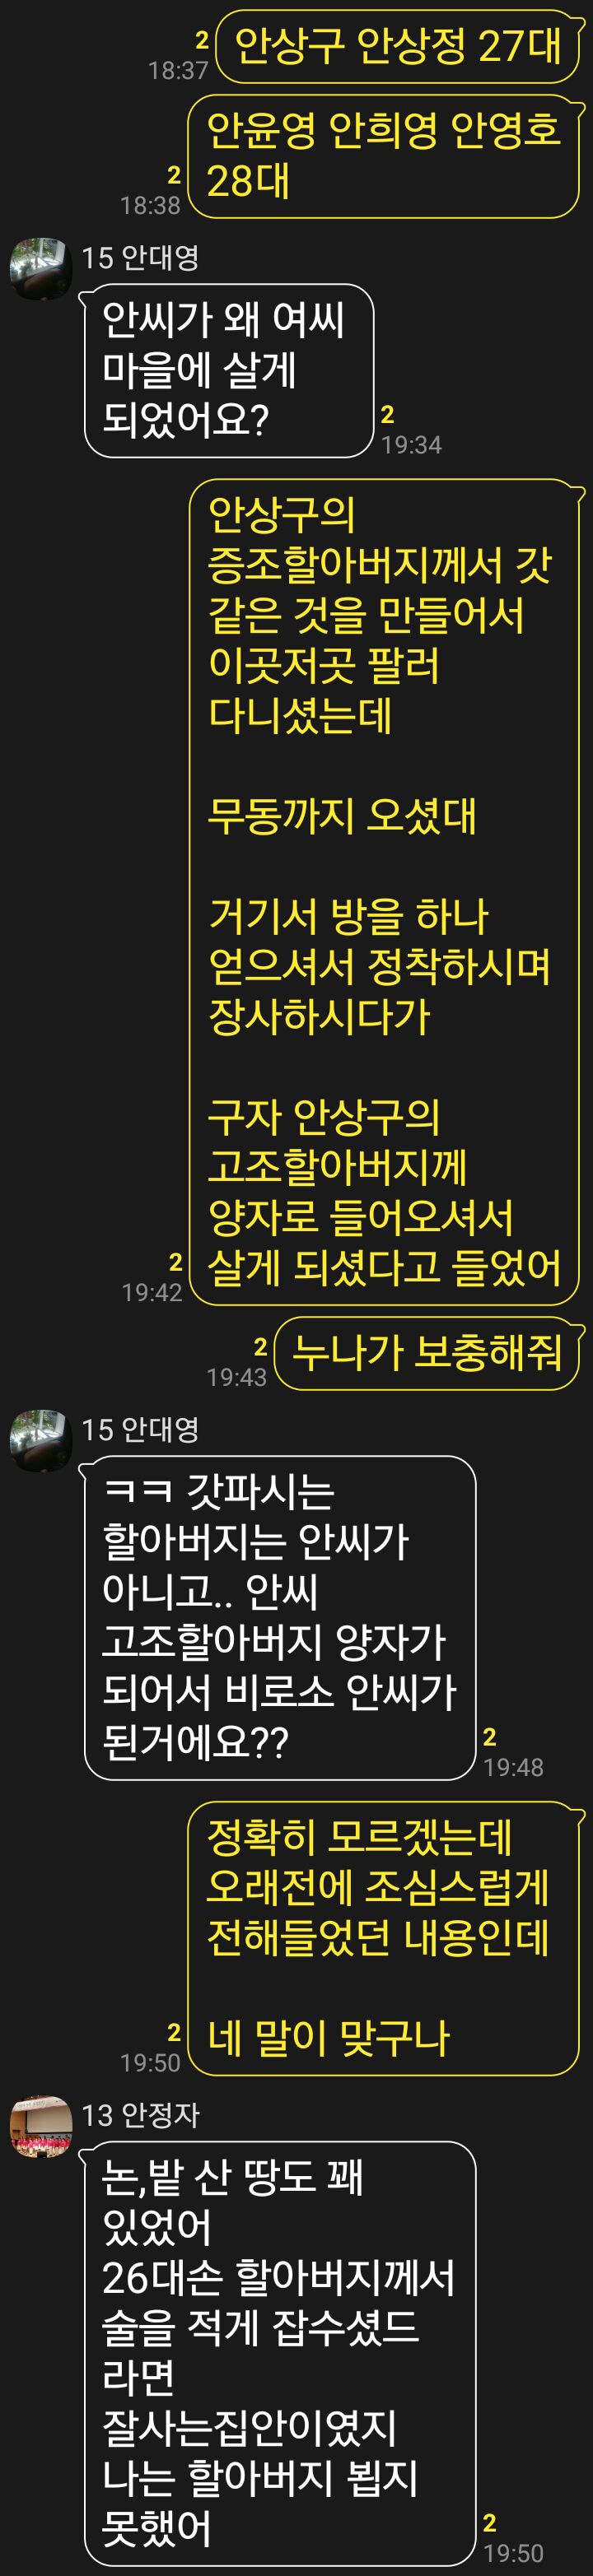 안상구 안상정 27대
2
18:37
안윤영 안희영 안영호
28대
2
18:38
15 안대영
안씨가 왜 여씨
마을에 살게
되었어요?
2
19:34
안상구의
증조할아버지께서 갓
같은 것을 만들어서
이곳저곳 팔러
다니셨는데
무동까지 오셨대
거기서 방을 하나
얻으셔서 정착하시며
장사하시다가
구자 안상구의
고조할아버지께
양자로 들어오셔서
살게 되셨다고 들었어
2
19:42
누나가 보충해줘
2
19:43
15 안대영
ㅋㅋ 갓파시는
할아버지는 안씨가
아니고.. 안씨
고조할아버지 양자가
되어서 비로소 안씨가
된거에요??
2
19:48
정확히 모르겠는데
오래전에 조심스럽게
전해들었던 내용인데
네 말이 맞구나
2
19:50
13 안정자
논,밭 산 땅도 꽤
있었어
26대손 할아버지께서
술을 적게 잡수셨드
라면
잘사는집안이였지
나는 할아버지 뵙지
못했어
2
19:50